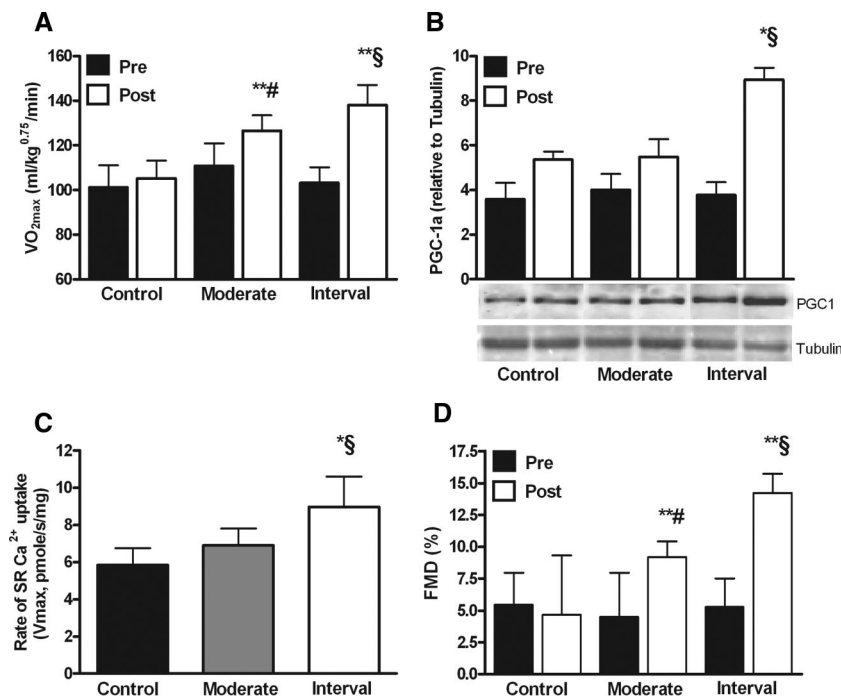 A
160
140
120
100
80
60
VO2max (ml/kg0.75/min)
Pre
Post
**#
**§
Control Moderate Interval
B
10
8
6
4
2
0
PGC-1a (relative to Tubulin)
Pre
Post
*§
PGC1
Tubulin
Control Moderate Interval
C
12
10
8
6
4
2
0
Rate of SR Ca2+ uptake
(Vmax, pmole/s/mg)
*§
Control Moderate Interval
D
17.5
15.0
12.5
10.0
7.5
5.0
2.5
0.0
FMD (%)
Pre
Post
**#
**§
Control Moderate Interval